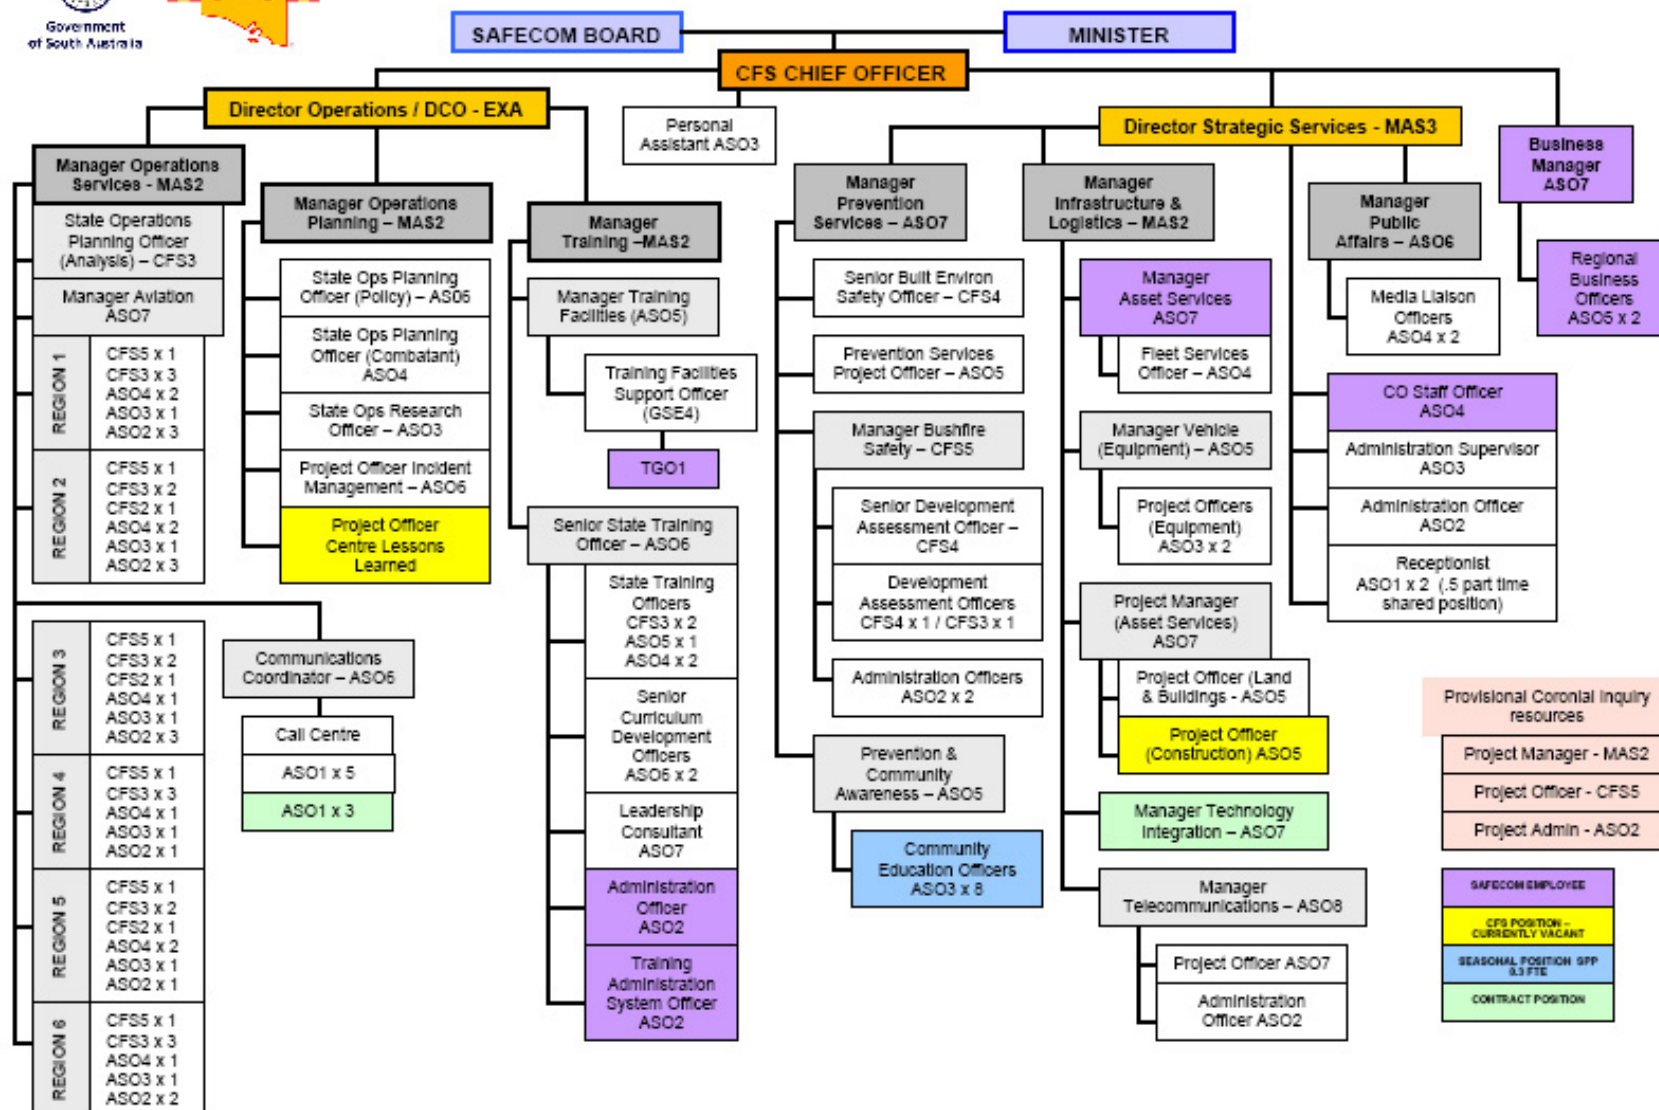 Government
of South Australia
SAFECOM BOARD
MINISTER
CFS CHIEF OFFICER
Director Operations / DCO - EXA
Personal
Assistant ASO3
Director Strategic Services - MAS3
Business
Manager
ASO7
Regional
Business
Officers
ASO5 x 2
Manager Operations
Services - MAS2
State Operations
Planning Officer
(Analysis) – CFS3
Manager Aviation
ASO7
REGION 1
CFS5 x 1
CFS3 x 3
ASO4 x 2
ASO3 x 1
ASO2 x 3
REGION 2
CFS5 x 1
CFS3 x 2
CFS2 x 1
ASO4 x 2
ASO3 x 1
ASO2 x 3
REGION 3
CFS5 x 1
CFS3 x 2
CFS2 x 1
ASO4 x 1
ASO3 x 1
ASO2 x 3
REGION 4
CFS5 x 1
CFS3 x 3
ASO4 x 1
ASO3 x 1
ASO2 x 1
REGION 5
CFS5 x 1
CFS3 x 2
CFS2 x 1
ASO4 x 2
ASO3 x 1
ASO2 x 1
REGION 6
CFS5 x 1
CFS3 x 3
ASO4 x 1
ASO3 x 1
ASO2 x 2
Communications
Coordinator – ASO6
Call Centre
ASO1 x 5
ASO1 x 3
Manager Operations
Planning – MAS2
State Ops Planning
Officer (Policy) – ASO6
State Ops Planning
Officer (Combatant)
ASO4
State Ops Research
Officer – ASO3
Project Officer Incident
Management – ASO6
Project Officer
Centre Lessons
Learned
Manager
Training –MAS2
Manager Training
Facilities (ASO5)
Training Facilities
Support Officer
(GSE4)
TGO1
Senior State Training
Officer – ASO6
State Training
Officers
CFS3 x 2
ASO5 x 1
ASO4 x 2
Senior
Curriculum
Development
Officers
ASO6 x 2
Leadership
Consultant
ASO7
Administration
Officer
ASO2
Training
Administration
System Officer
ASO2
Manager
Prevention
Services – ASO7
Senior Built Environ
Safety Officer – CFS4
Prevention Services
Project Officer – ASO5
Manager Bushfire
Safety – CFS5
Senior Development
Assessment Officer –
CFS4
Development
Assessment Officers
CFS4 x 1 / CFS3 x 1
Administration Officers
ASO2 x 2
Prevention &
Community
Awareness – ASO5
Community
Education Officers
ASO3 x 8
Manager
Infrastructure &
Logistics – MAS2
Manager
Asset Services
ASO7
Fleet Services
Officer – ASO4
Manager Vehicle
(Equipment) – ASO5
Project Officers
(Equipment)
ASO3 x 2
Project Manager
(Asset Services)
ASO7
Project Officer (Land
& Buildings - ASO5
Project Officer
(Construction) ASO5
Manager Technology
Integration – ASO7
Manager
Telecommunications – ASO8
Project Officer ASO7
Administration
Officer ASO2
Manager
Public
Affairs – ASO6
Media Liaison
Officers
ASO4 x 2
CO Staff Officer
ASO4
Administration Supervisor
ASO3
Administration Officer
ASO2
Receptionist
ASO1 x 2 (.5 part time
shared position)
Provisional Coronial Inquiry
resources
Project Manager - MAS2
Project Officer - CFS5
Project Admin - ASO2
SAFECOM EMPLOYEE
CFS POSITION –
CURRENTLY VACANT
SEASONAL POSITION SPP
0.3 FTE
CONTRACT POSITION